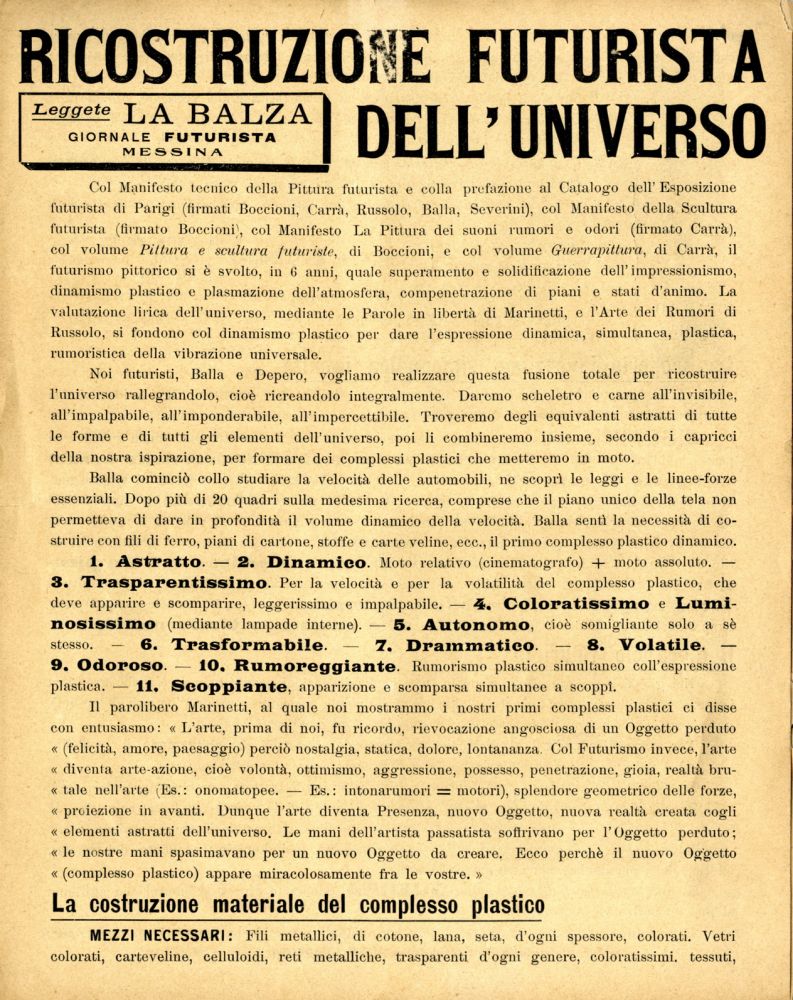 RICOSTRUZIONE FUTURISTA
Leggete LA BALZA
GIORNALE FUTURISTA
MESSINA
DELL'UNIVERSO
Col Manifesto tecnico della Pittura futurista e colla prefazione al Catalogo dell' Esposizione
futurista di Parigi (firmati Boccioni, Carrà, Russolo, Balla, Severini), col Manifesto della Scultura
futurista (firmato Boccioni), col Manifesto La Pittura dei suoni rumori e odori (firmato Carrà),
col volume Pittura e scultura futuriste, di Boccioni, e col volume Guerrapittura, di Carrà, il
futurismo pittorico si è svolto, in 6 anni, quale superamento e solidificazione dell'impressionismo,
dinamismo plastico e plasmazione dell'atmosfera, compenetrazione di piani e stati d'animo. La
valutazione lirica dell'universo, mediante le Parole in libertà di Marinetti, e l'Arte dei Rumori di
Russolo, si fondono col dinamismo plastico per dare l'espressione dinamica, simultanea, plastica,
rumoristica della vibrazione universale.
Noi futuristi, Balla e Depero, vogliamo realizzare questa fusione totale per ricostruire
l'universo rallegrandolo, cioè ricreandolo integralmente. Daremo scheletro e carne all'invisibile,
all'impalpabile, all'imponderabile, all'impercettibile. Troveremo degli equivalenti astratti di tutte
le forme e di tutti gli elementi dell'universo, poi li combineremo insieme, secondo i capricci
della nostra ispirazione, per formare dei complessi plastici che metteremo in moto.
Balla cominciò collo studiare la velocità delle automobili, ne scoprì le leggi e le linee-forze
essenziali. Dopo più di 20 quadri sulla medesima ricerca, comprese che il piano unico della tela non
permetteva di dare in profondità il volume dinamico della velocità. Balla sentì la necessità di co-
struire con fili di ferro, piani di cartone, stoffe e carte veline, ecc., il primo complesso plastico dinamico.
1. Astratto. — 2. Dinamico. Moto relativo (cinematografo) + moto assoluto. —
3. Trasparentissimo. Per la velocità e per la volatilità del complesso plastico, che
deve apparire e scomparire, leggerissimo e impalpabile. — 4. Coloratissimo e Lumi-
nosissimo (mediante lampade interne). — 5. Autonomo, cioè somigliante solo a sè
stesso. — 6. Trasformabile. — 7. Drammatico. — 8. Volatile. —
9. Odoroso. — 10. Rumoreggiante. Rumorismo plastico simultaneo coll'espressione
plastica. — 11. Scoppiante, apparizione e scomparsa simultanee a scoppî.
Il parolibero Marinetti, al quale noi mostrammo i nostri primi complessi plastici ci disse
con entusiasmo: « L'arte, prima di noi, fu ricordo, rievocazione angosciosa di un Oggetto perduto
« (felicità, amore, paesaggio) perciò nostalgia, statica, dolore, lontananza. Col Futurismo invece, l'arte
« diventa arte-azione, cioè volontà, ottimismo, aggressione, possesso, penetrazione, gioia, realtà bru-
« tale nell'arte (Es.: onomatopee. — Es.: intonarumori = motori), splendore geometrico delle forze,
« proiezione in avanti. Dunque l'arte diventa Presenza, nuovo Oggetto, nuova realtà creata cogli
« elementi astratti dell'universo. Le mani dell'artista passatista soffrivano per l'Oggetto perduto;
« le nostre mani spasimavano per un nuovo Oggetto da creare. Ecco perchè il nuovo Oggetto
« (complesso plastico) appare miracolosamente fra le vostre. »
La costruzione materiale del complesso plastico
MEZZI NECESSARI: Fili metallici, di cotone, lana, seta, d'ogni spessore, colorati. Vetri
colorati, carteveline, celluloidi, reti metalliche, trasparenti d'ogni genere, coloratissimi. tessuti,